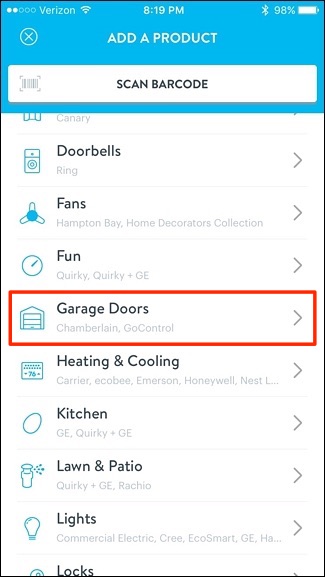 Verizon 8:19 PM 98%
ADD A PRODUCT
SCAN BARCODE
Canary
Doorbells
Ring
Fans
Hampton Bay, Home Decorators Collection
Fun
Quirky, Quirky + GE
Garage Doors
Chamberlain, GoControl
Heating & Cooling
76
Carrier, ecobee, Emerson, Honeywell, Nest L...
Kitchen
GE, Quirky + GE
Lawn & Patio
Quirky + GE, Rachio
Lights
Commercial Electric, Cree, EcoSmart, GE, Ha...
Locks